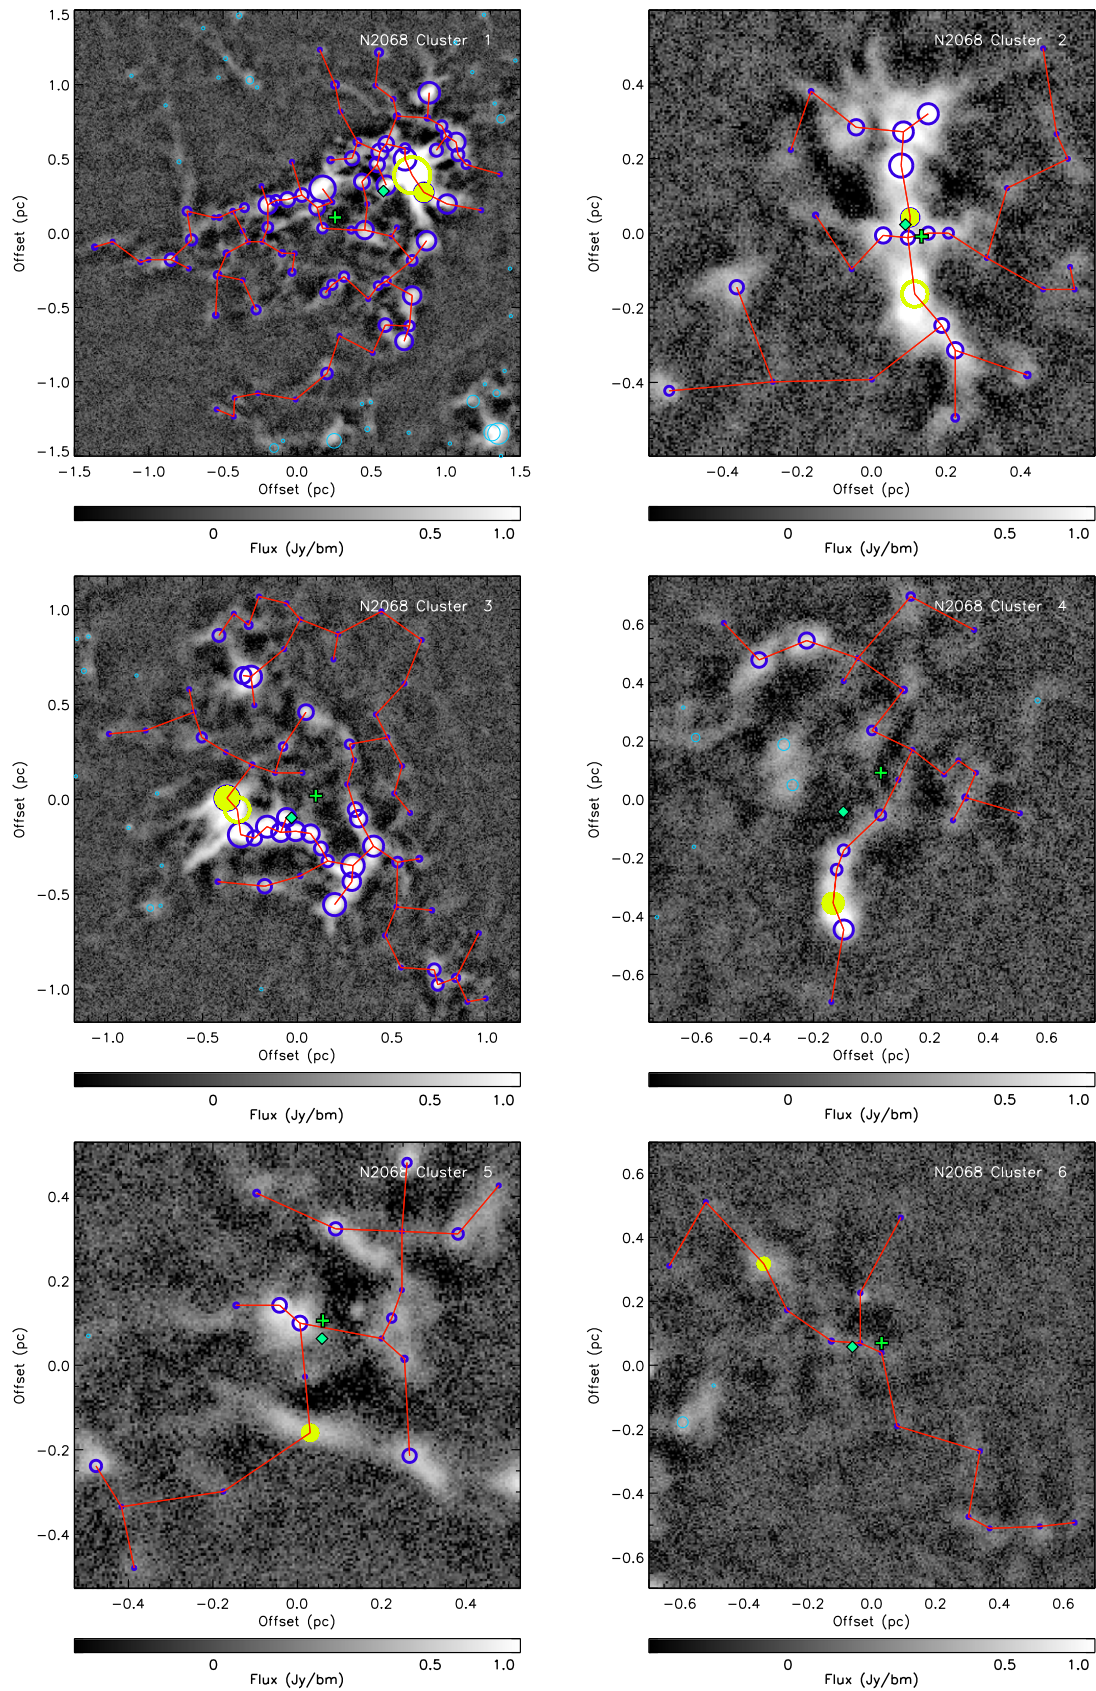 N2068 Cluster 1
1.5
1.0
0.5
0.0
−0.5
−1.0
−1.5
Offset (pc)
−1.5 −1.0 −0.5 0.0 0.5 1.0 1.5
Offset (pc)
0 0.5 1.0
Flux (Jy/bm)
N2068 Cluster 2
0.4
0.2
0.0
−0.2
−0.4
Offset (pc)
−0.4 −0.2 0.0 0.2 0.4
Offset (pc)
0 0.5 1.0
Flux (Jy/bm)
N2068 Cluster 3
1.0
0.5
0.0
−0.5
−1.0
Offset (pc)
−1.0 −0.5 0.0 0.5 1.0
Offset (pc)
0 0.5 1.0
Flux (Jy/bm)
N2068 Cluster 4
0.6
0.4
0.2
0.0
−0.2
−0.4
−0.6
Offset (pc)
−0.6 −0.4 −0.2 0.0 0.2 0.4 0.6
Offset (pc)
0 0.5 1.0
Flux (Jy/bm)
N2068 Cluster 5
0.4
0.2
0.0
−0.2
−0.4
Offset (pc)
−0.4 −0.2 0.0 0.2 0.4
Offset (pc)
0 0.5 1.0
Flux (Jy/bm)
N2068 Cluster 6
0.6
0.4
0.2
0.0
−0.2
−0.4
−0.6
Offset (pc)
−0.6 −0.4 −0.2 0.0 0.2 0.4 0.6
Offset (pc)
0 0.5 1.0
Flux (Jy/bm)